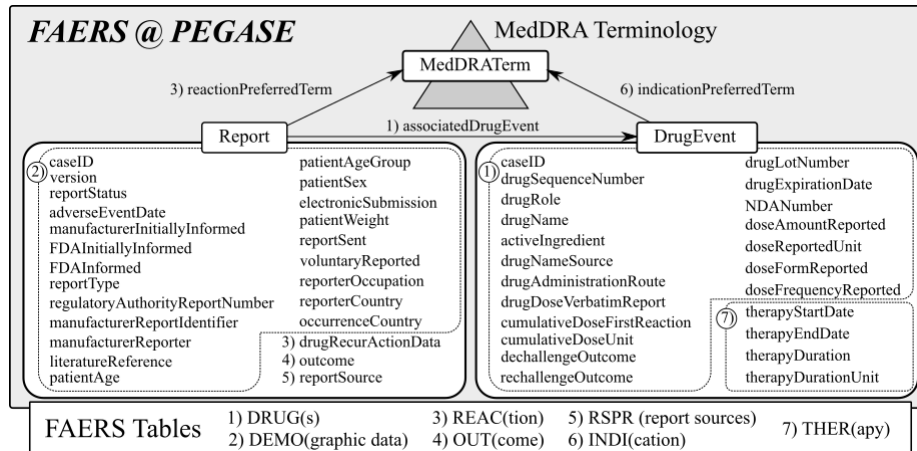 FAERS @ PEGASE
MedDRA Terminology
MedDRATerm
3) reactionPreferredTerm
6) indicationPreferredTerm
1) associatedDrugEvent
Report
DrugEvent
2
caseID
version
reportStatus
adverseEventDate
manufacturerInitiallyInformed
FDAInitiallyInformed
FDAInformed
reportType
regulatoryAuthorityReportNumber
manufacturerReportIdentifier
manufacturerReporter
literatureReference
patientAge
patientAgeGroup
patientSex
electronicSubmission
patientWeight
reportSent
voluntaryReported
reporterOccupation
reporterCountry
occurrenceCountry
3) drugRecurActionData
4) outcome
5) reportSource
1
caseID
drugSequenceNumber
drugRole
drugName
activeIngredient
drugNameSource
drugAdministrationRoute
drugDoseVerbatimReport
cumulativeDoseFirstReaction
cumulativeDoseUnit
dechallengeOutcome
rechallengeOutcome
drugLotNumber
drugExpirationDate
NDANumber
doseAmountReported
doseReportedUnit
doseFormReported
doseFrequencyReported
7
therapyStartDate
therapyEndDate
therapyDuration
therapyDurationUnit
FAERS Tables
1) DRUG(s)
2) DEMO(graphic data)
3) REAC(tion)
4) OUT(come)
5) RSPR (report sources)
6) INDI(cation)
7) THER(apy)